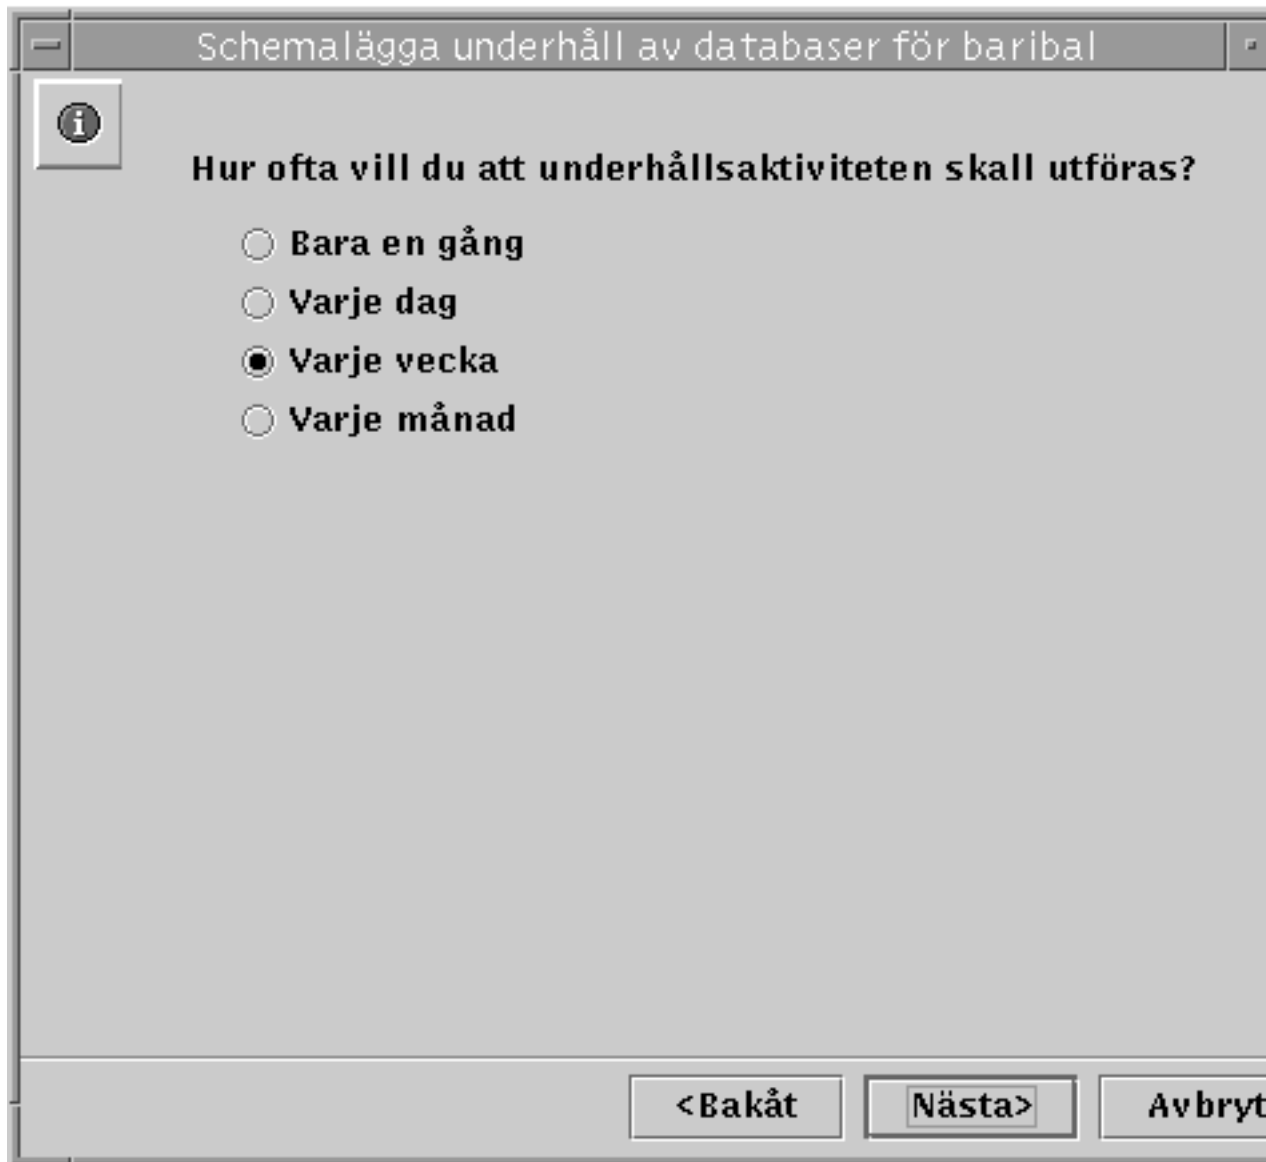 Schemalägga underhåll av databaser för baribal
Hur ofta vill du att underhållsaktiviteten skall utföras?
Bara en gång
Varje dag
Varje vecka
Varje månad
<Bakåt
Nästa>
Avbryt